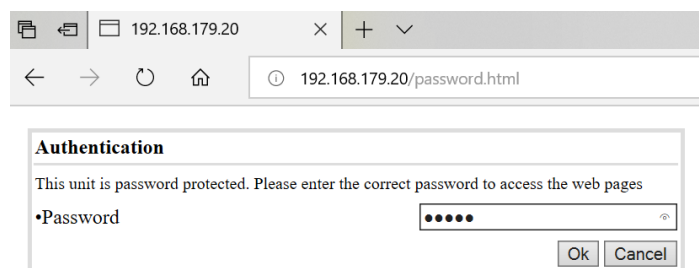 192.168.179.20
192.168.179.20/password.html
Authentication
This unit is password protected. Please enter the correct password to access the web pages
•Password •••••
Ok Cancel